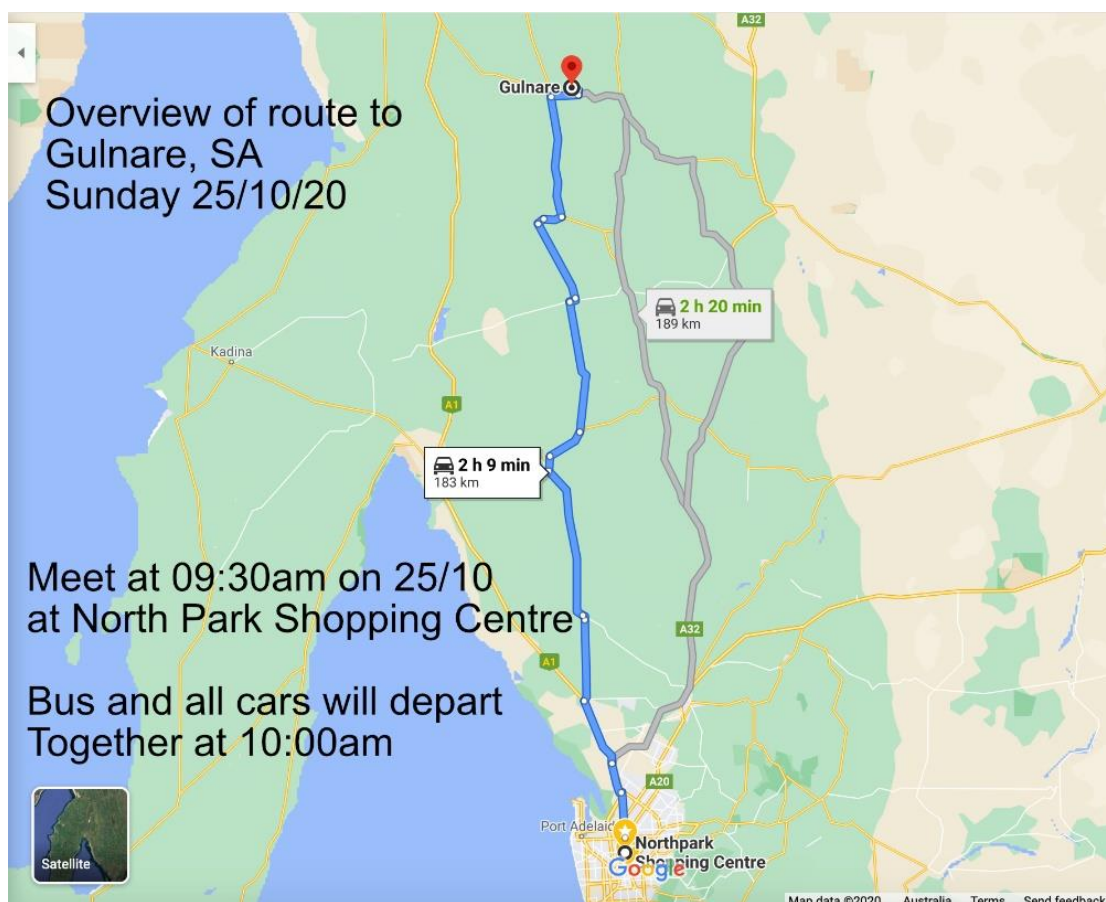 A32
Gulnare
Overview of route to
Gulnare, SA
Sunday 25/10/20
2 h 20 min
189 km
Kadina
A1
2 h 9 min
183 km
Meet at 09:30am on 25/10
at North Park Shopping Centre
A32
A1
Bus and all cars will depart
Together at 10:00am
A20
Port Adelaid
Northpark
Shopping Centre
Google
Satellite
Map data ©2020 Australia Terms Send feedback